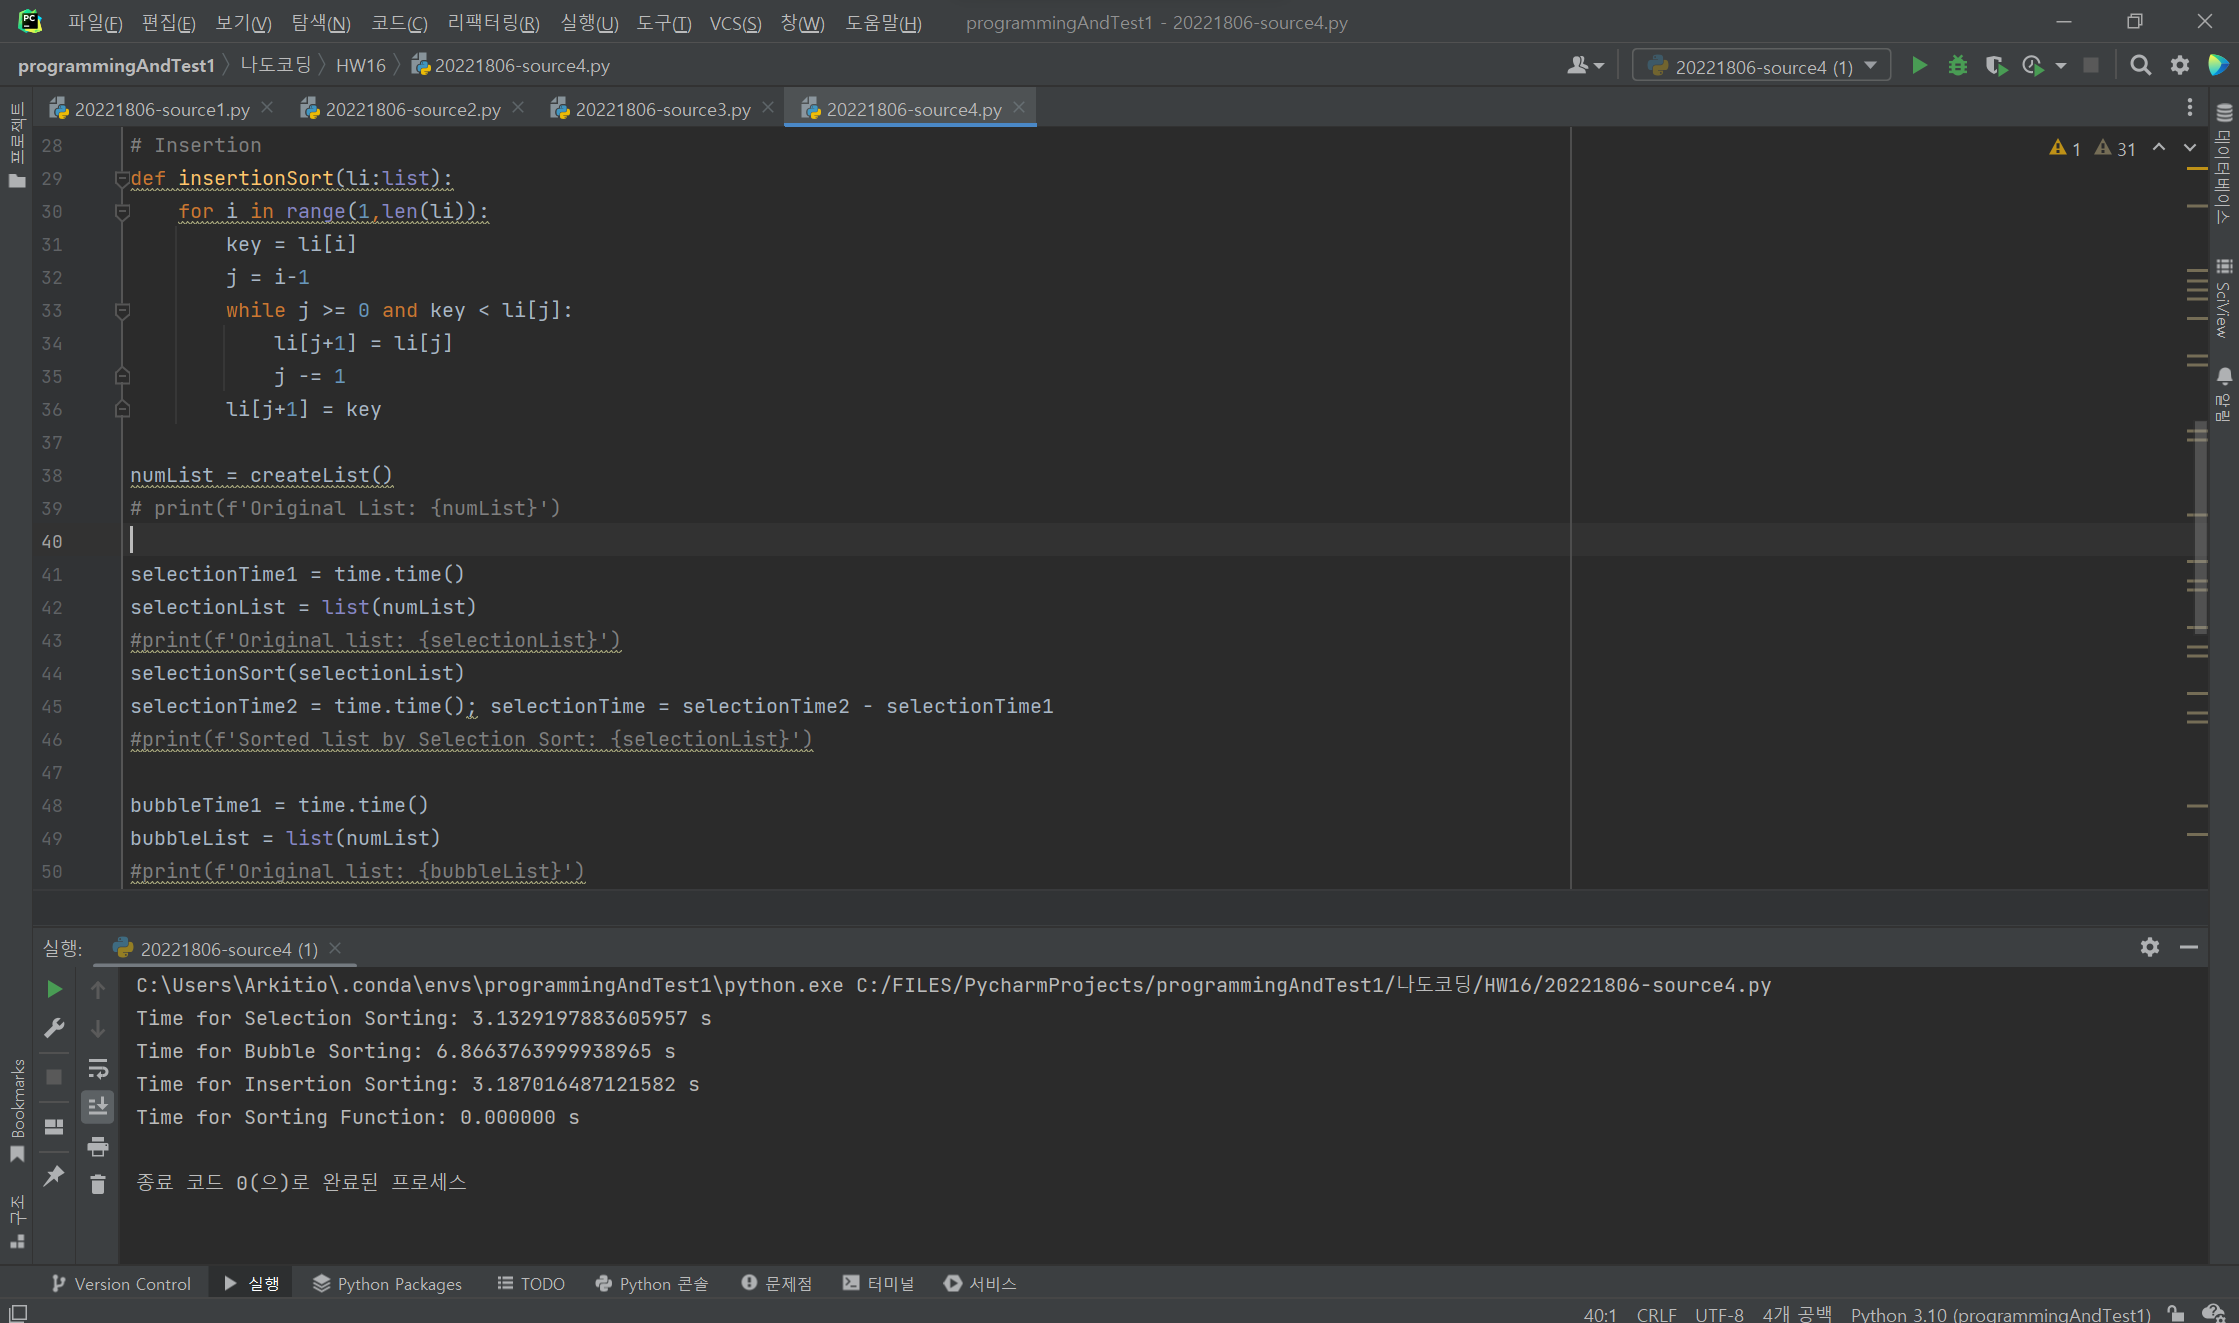 파일(F) 편집(E) 보기(V) 탐색(N) 코드(C) 리팩터링(R) 실행(U) 도구(T) VCS(S) 창(W) 도움말(H) programmingAndTest1 - 20221806-source4.py
programmingAndTest1 나도코딩 HW16 20221806-source4.py 20221806-source4 (1)
20221806-source1.py 20221806-source2.py 20221806-source3.py 20221806-source4.py
프로젝트
데이터베이스
SciView
알림
1 31
28 # Insertion
29 def insertionSort(li:list):
30 for i in range(1,len(li)):
31 key = li[i]
32 j = i-1
33 while j >= 0 and key < li[j]:
34 li[j+1] = li[j]
35 j -= 1
36 li[j+1] = key
37
38 numList = createList()
39 # print(f'Original List: {numList}')
40
41 selectionTime1 = time.time()
42 selectionList = list(numList)
43 #print(f'Original list: {selectionList}')
44 selectionSort(selectionList)
45 selectionTime2 = time.time(); selectionTime = selectionTime2 - selectionTime1
46 #print(f'Sorted list by Selection Sort: {selectionList}')
47
48 bubbleTime1 = time.time()
49 bubbleList = list(numList)
50 #print(f'Original list: {bubbleList}')
실행: 20221806-source4 (1)
C:\Users\Arkitio\.conda\envs\programmingAndTest1\python.exe C:/FILES/PycharmProjects/programmingAndTest1/나도코딩/HW16/20221806-source4.py
Time for Selection Sorting: 3.1329197883605957 s
Time for Bubble Sorting: 6.8663763999938965 s
Time for Insertion Sorting: 3.187016487121582 s
Time for Sorting Function: 0.000000 s
종료 코드 0(으)로 완료된 프로세스
Bookmarks
구조
Version Control 실행 Python Packages TODO Python 콘솔 문제점 터미널 서비스
40:1 CRLF UTF-8 4개 공백 Python 3.10 (programmingAndTest1)